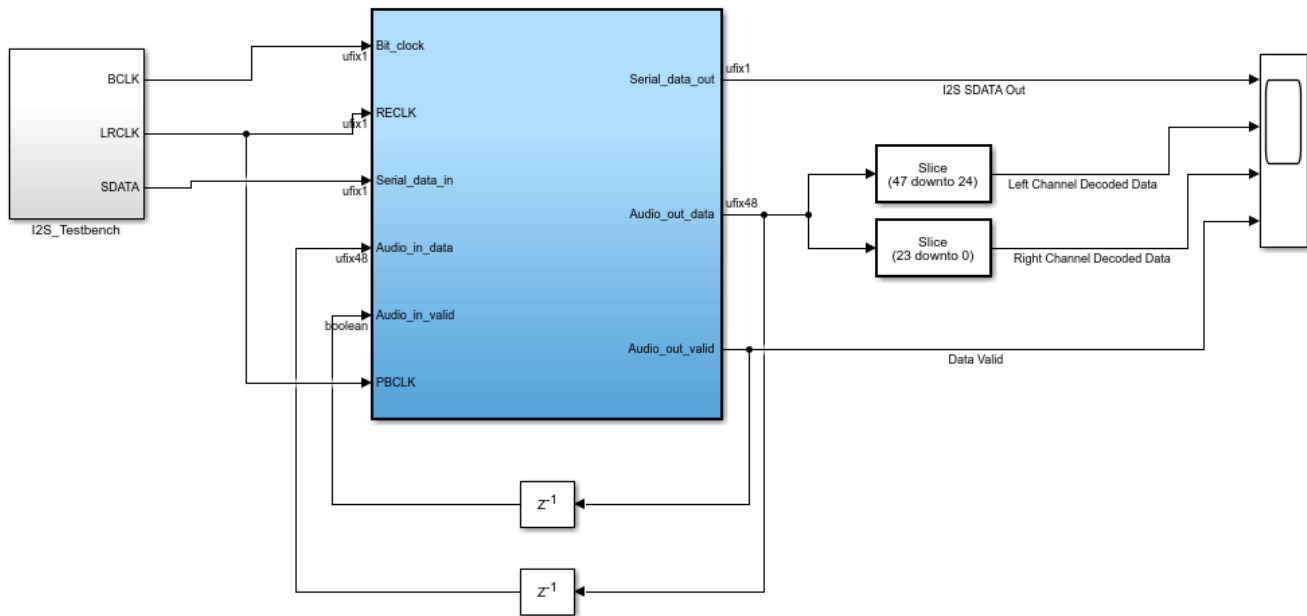 BCLK
LRCLK
SDATA
I2S_Testbench
Bit_clock
ufix1
RECLK
ufix1
Serial_data_in
ufix1
Audio_in_data
ufix48
Audio_in_valid
boolean
PBCLK
Serial_data_out
ufix1
Audio_out_data
ufix48
Audio_out_valid
I2S SDATA Out
Slice
(47 downto 24)
Left Channel Decoded Data
Slice
(23 downto 0)
Right Channel Decoded Data
Data Valid
Z-1
Z-1